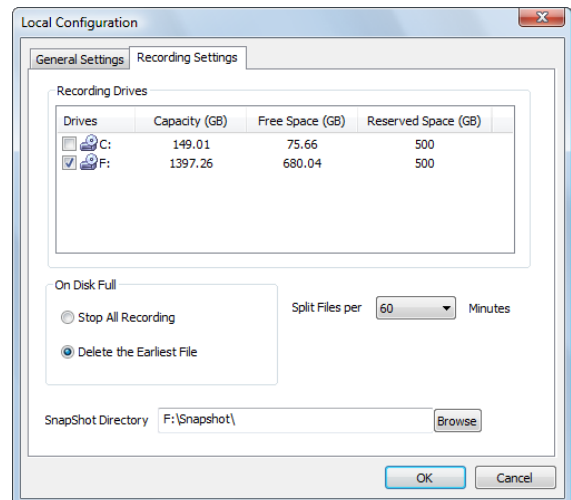 Local Configuration
General Settings Recording Settings
Recording Drives
Drives Capacity (GB) Free Space (GB) Reserved Space (GB)
C: 149.01 75.66 500
F: 1397.26 680.04 500
On Disk Full
Stop All Recording
Delete the Earliest File
Split Files per 60 Minutes
SnapShot Directory F:\Snapshot\ Browse
OK Cancel